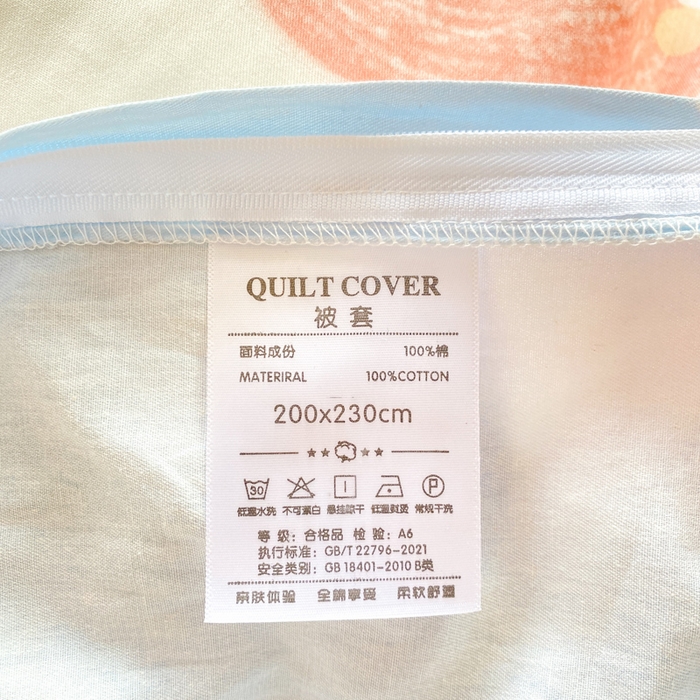 QUILT COVER
被套
面料成份 100%棉
MATERIRAL 100%COTTON
200x230cm
30 P
低温水洗 不可漂白 悬挂晾干 低温熨烫 常规干洗
等 级: 合格品 检 验: A6
执行标准: GB/T 22796-2021
安全类别: GB 18401-2010 B类
亲肤体验 全棉享受 柔软舒适